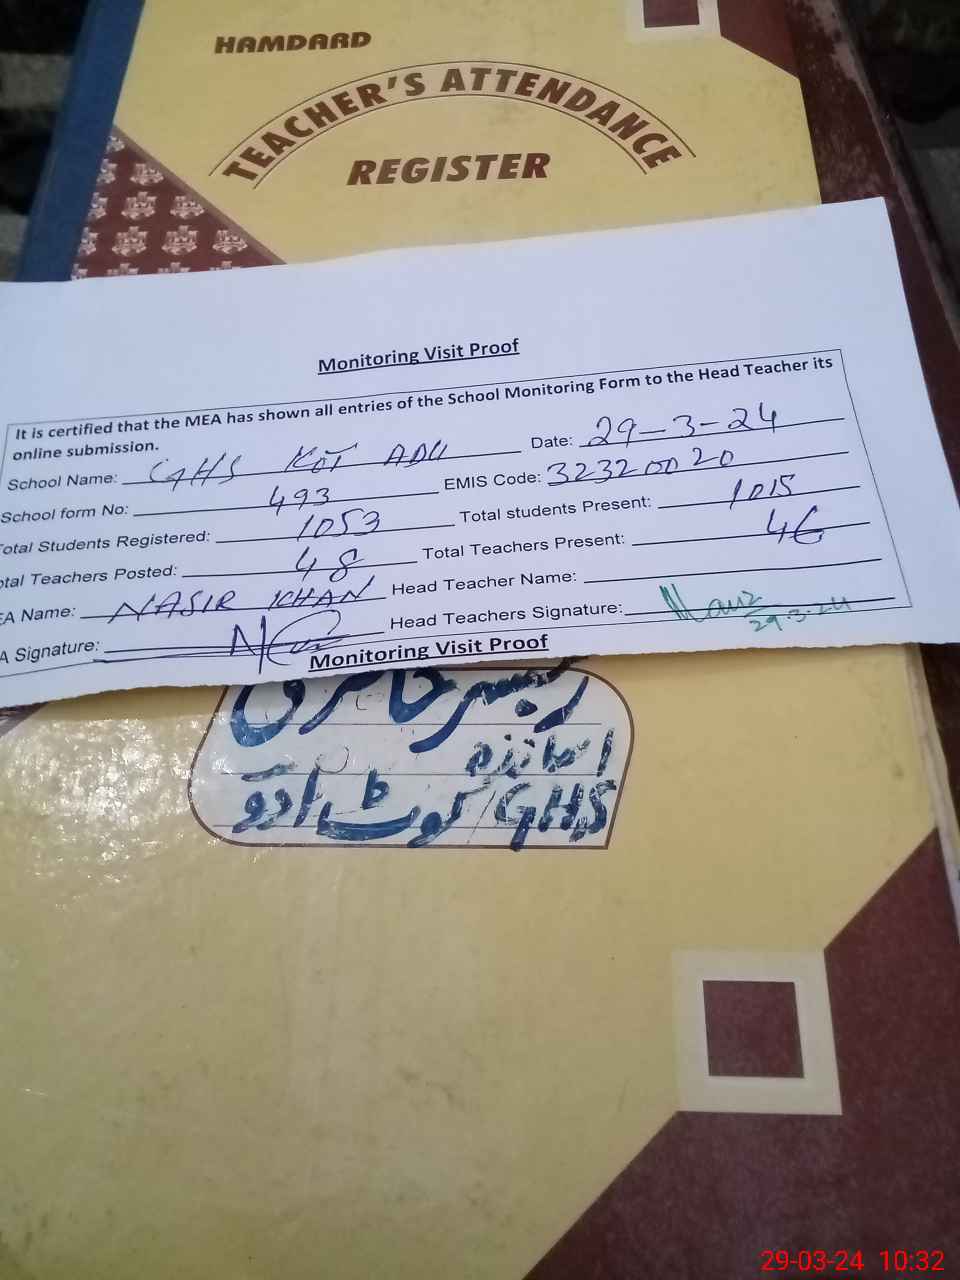 HAMDARD
TEACHER'S ATTENDANCE
REGISTER
Monitoring Visit Proof
It is certified that the MEA has shown all entries of the School Monitoring Form to the Head Teacher its
online submission.
School Name: GHS KOT ADU Date: 29-3-24
School form No: 493 EMIS Code: 32320020
otal Students Registered: 1053 Total students Present: 1015
otal Teachers Posted: 48 Total Teachers Present: 46
EA Name: NASIR KHAN Head Teacher Name:
A Signature: Head Teachers Signature: 29-3-24
Monitoring Visit Proof
رجسٹر حاضری
اساتذہ
GHS کوٹ ادو
29-03-24 10:32